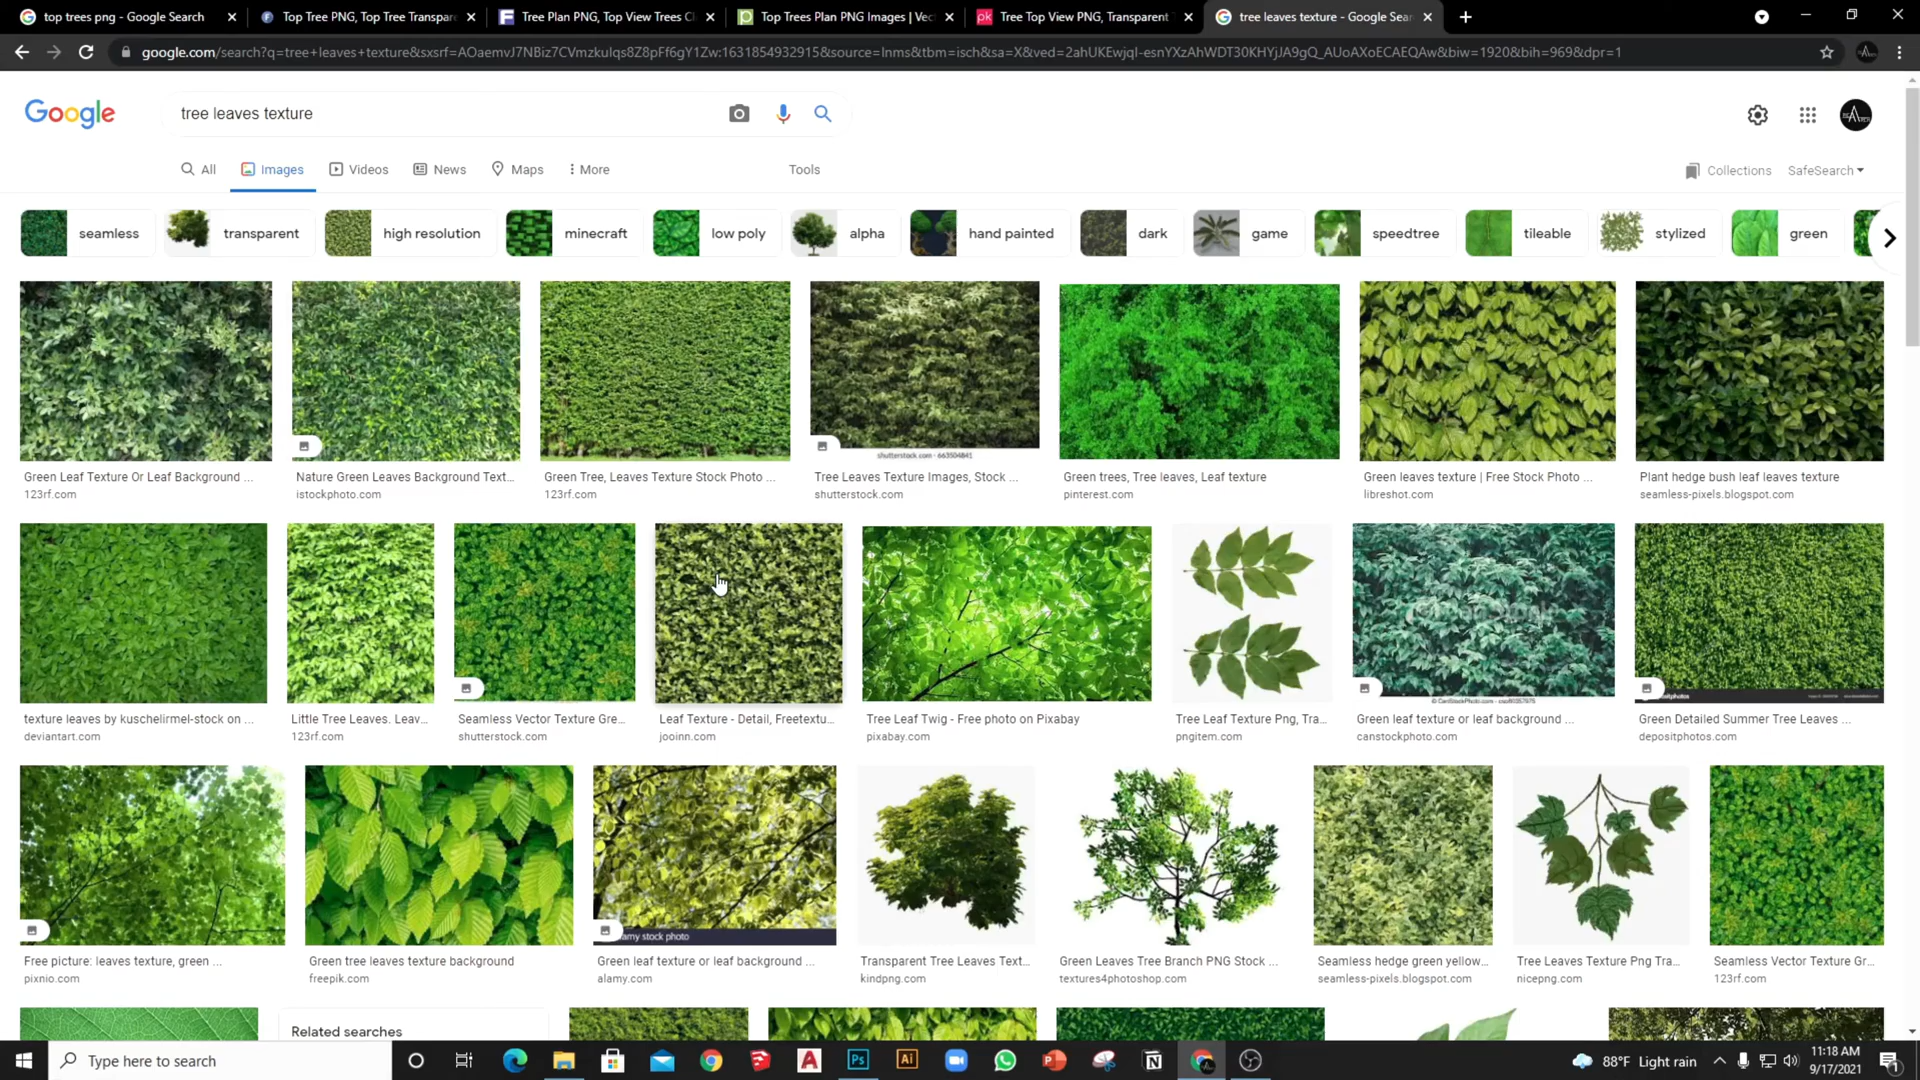 top trees png - Google Search
Top Tree PNG, Top Tree Transpare
Tree Plan PNG, Top View Trees Cl
Top Trees Plan PNG Images | Vec
Tree Top View PNG, Transparent
tree leaves texture - Google Sear
google.com/search?q=tree+leaves+texture&sxsrf=AOaemvJ7NBiz7CVmzkulqs8Z8pFf6gY1Zw:1631854932915&source=lnms&tbm=isch&sa=X&ved=2ahUKEwjqI-esnYXzAhWDT30KHYjJA9gQ_AUoAXoECAEQAw&biw=1920&bih=969&dpr=1
Google
tree leaves texture
All
Images
Videos
News
Maps
More
Tools
Collections
SafeSearch
seamless
transparent
high resolution
minecraft
low poly
alpha
hand painted
dark
game
speedtree
tileable
stylized
green
shutterstock.com • 663504841
Green Leaf Texture Or Leaf Background ...
123rf.com
Nature Green Leaves Background Text...
istockphoto.com
Green Tree, Leaves Texture Stock Photo ...
123rf.com
Tree Leaves Texture Images, Stock ...
shutterstock.com
Green trees, Tree leaves, Leaf texture
pinterest.com
Green leaves texture | Free Stock Photo ...
libreshot.com
Plant hedge bush leaf leaves texture
seamless-pixels.blogspot.com
texture leaves by kuschelirmel-stock on ...
deviantart.com
Little Tree Leaves. Leav...
123rf.com
Seamless Vector Texture Gre...
shutterstock.com
Leaf Texture - Detail, Freetextu...
jooinn.com
Tree Leaf Twig - Free photo on Pixabay
pixabay.com
Tree Leaf Texture Png, Tra...
pngitem.com
Green leaf texture or leaf background ...
canstockphoto.com
Green Detailed Summer Tree Leaves ...
depositphotos.com
Free picture: leaves texture, green ...
pixnio.com
Green tree leaves texture background
freepik.com
amy stock photo
Green leaf texture or leaf background ...
alamy.com
Transparent Tree Leaves Text...
kindpng.com
Green Leaves Tree Branch PNG Stock ...
textures4photoshop.com
Seamless hedge green yellow...
seamless-pixels.blogspot.com
Tree Leaves Texture Png Tra...
nicepng.com
Seamless Vector Texture Gr...
123rf.com
Related searches
Type here to search
88°F Light rain
11:18 AM
9/17/2021